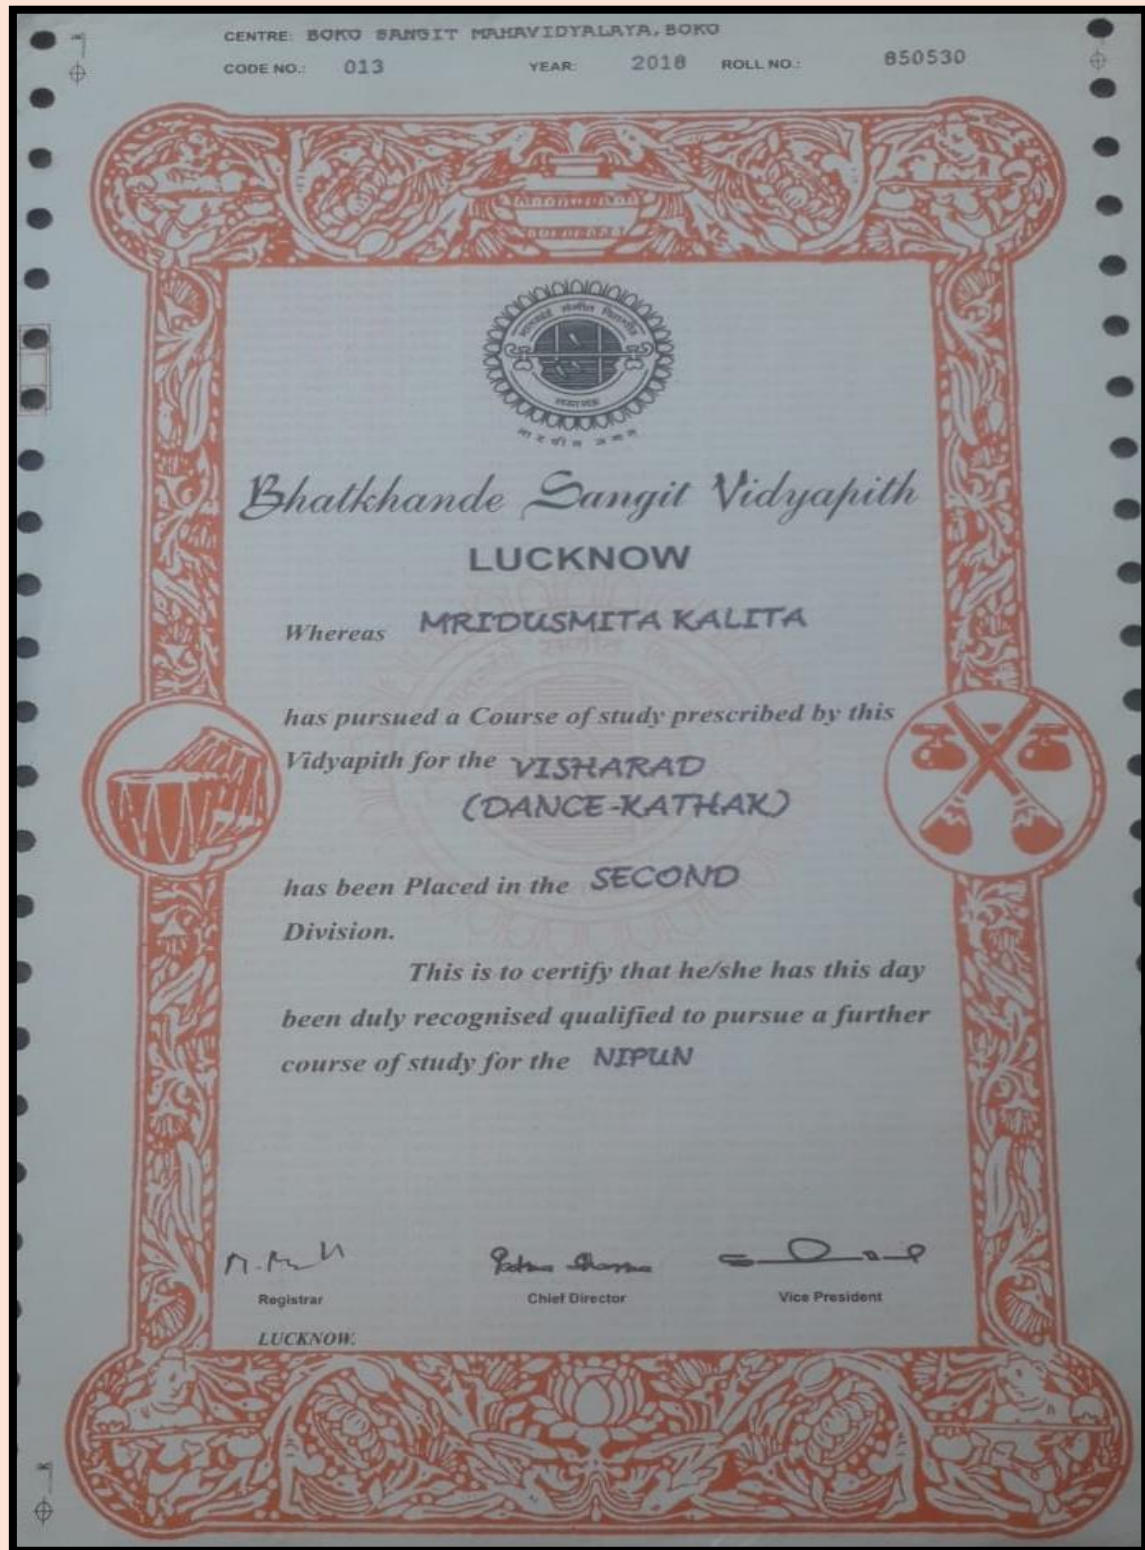 CENTRE: BOKO SANGIT MAHAVIDYALAYA, BOKO
CODE NO.: 013 YEAR: 2018 ROLL NO.: 850530
भातखंडे संगीत विद्यापीठ
Bhatkhande Sangit Vidyapith
LUCKNOW
Whereas MRIDUSMITA KALITA
has pursued a Course of study prescribed by this
Vidyapith for the VISHARAD
(DANCE-KATHAK)
has been Placed in the SECOND
Division.
This is to certify that he/she has this day
been duly recognised qualified to pursue a further
course of study for the NIPUN
Registrar Chief Director Vice President
LUCKNOW.